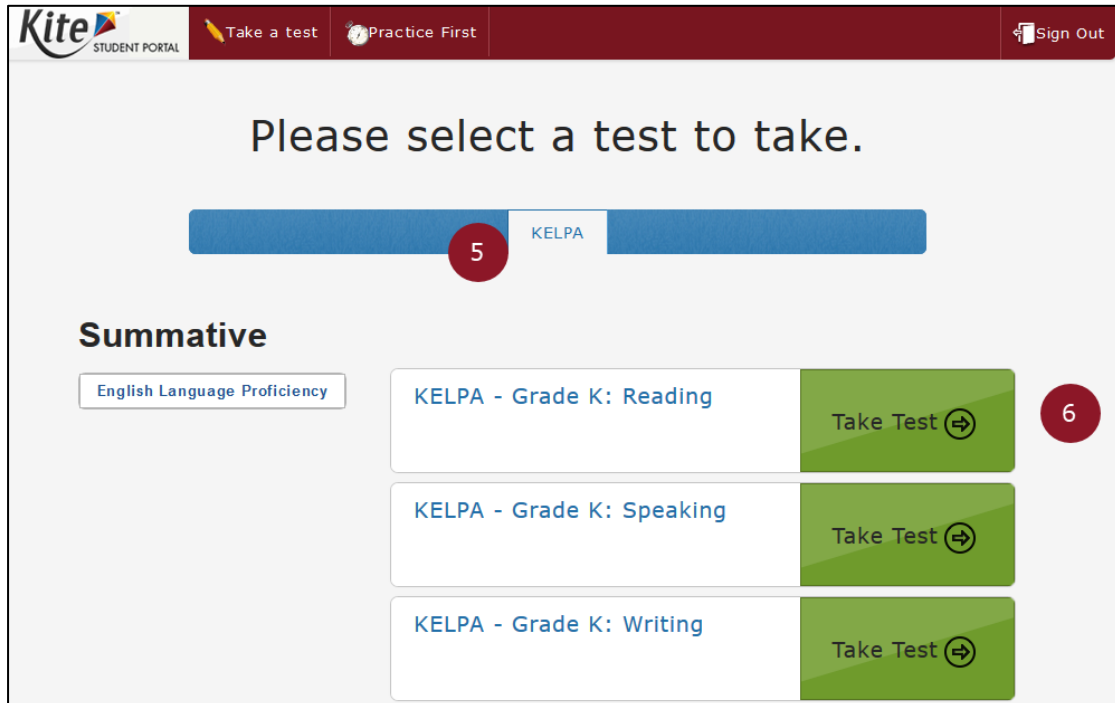 Kite STUDENT PORTAL Take a test Practice First Sign Out
Please select a test to take.
KELPA
5
Summative
English Language Proficiency
KELPA - Grade K: Reading
Take Test
6
KELPA - Grade K: Speaking
Take Test
KELPA - Grade K: Writing
Take Test